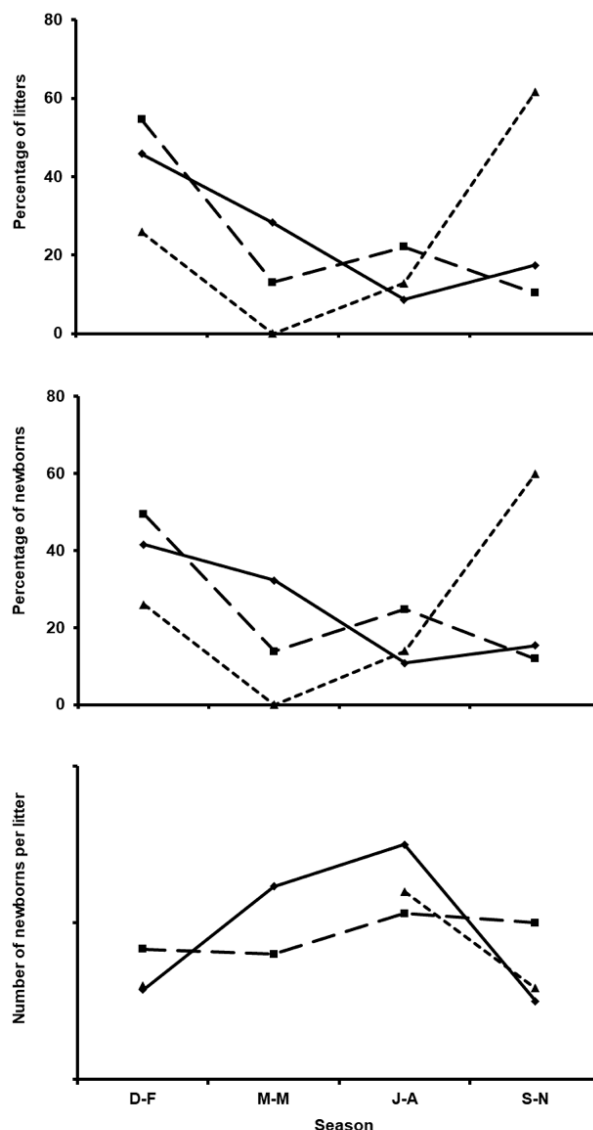 Percentage of litters
80
60
40
20
0
Percentage of newborns
80
60
40
20
0
Number of newborns per litter
D-F M-M J-A S-N
Season